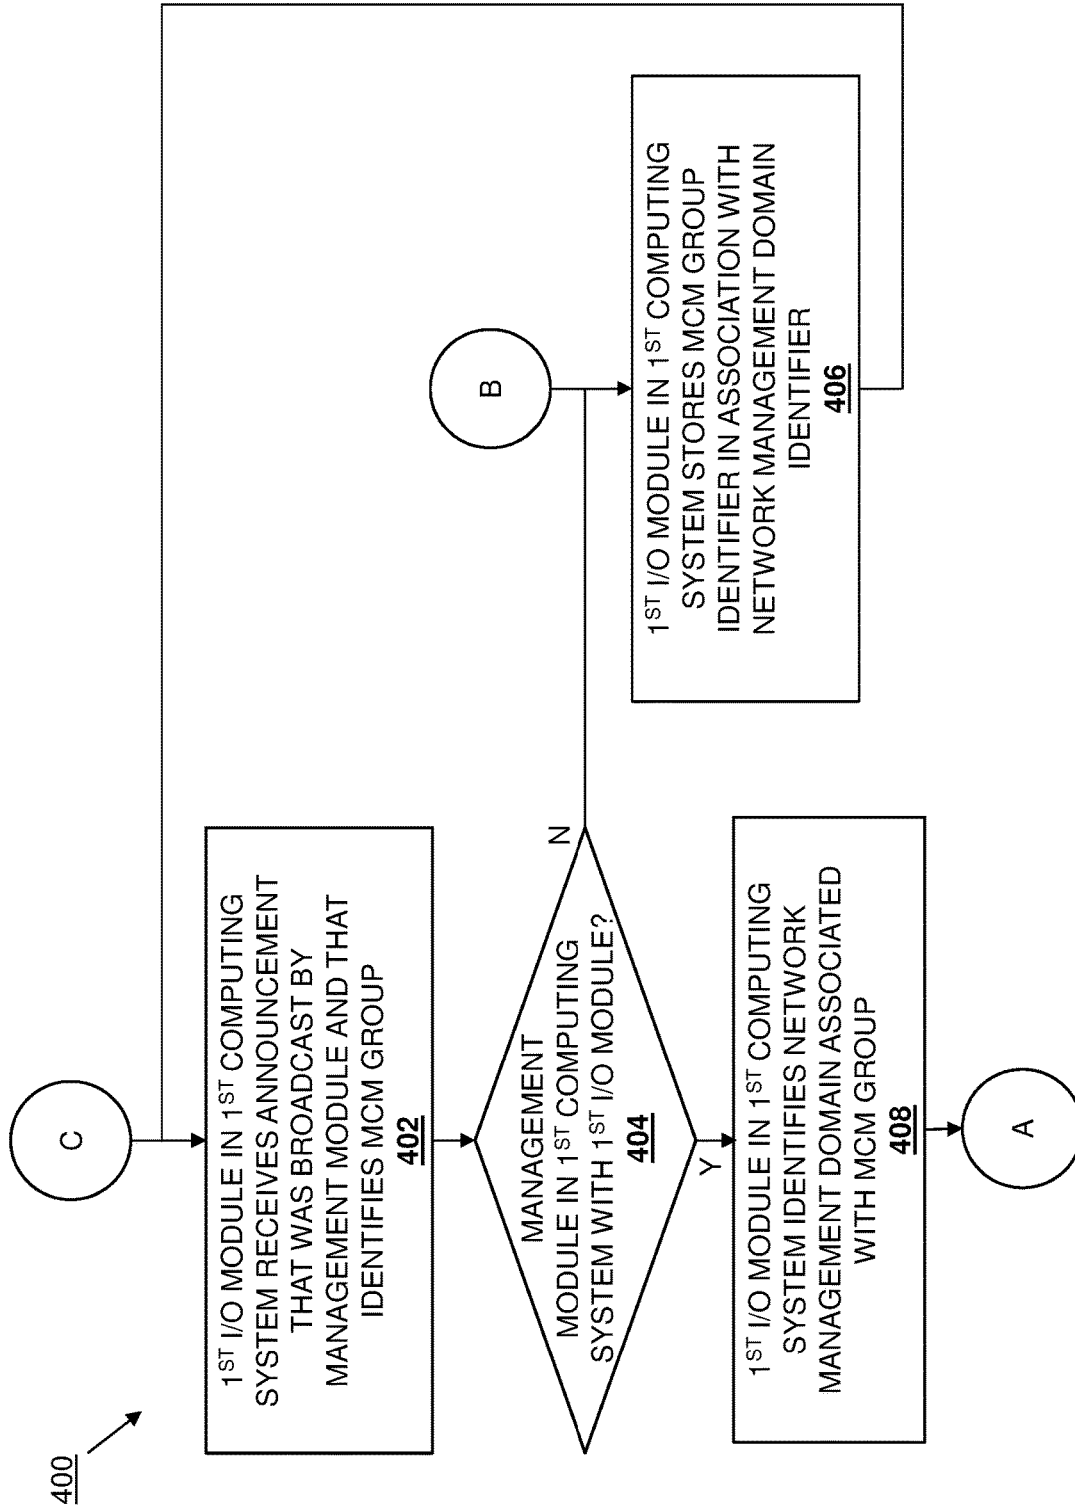 400
C
1ST I/O MODULE IN 1ST COMPUTING
SYSTEM RECEIVES ANNOUNCEMENT
THAT WAS BROADCAST BY
MANAGEMENT MODULE AND THAT
IDENTIFIES MCM GROUP
402
MANAGEMENT
MODULE IN 1ST COMPUTING
SYSTEM WITH 1ST I/O MODULE?
404
N
Y
B
1ST I/O MODULE IN 1ST COMPUTING
SYSTEM STORES MCM GROUP
IDENTIFIER IN ASSOCIATION WITH
NETWORK MANAGEMENT DOMAIN
IDENTIFIER
406
1ST I/O MODULE IN 1ST COMPUTING
SYSTEM IDENTIFIES NETWORK
MANAGEMENT DOMAIN ASSOCIATED
WITH MCM GROUP
408
A